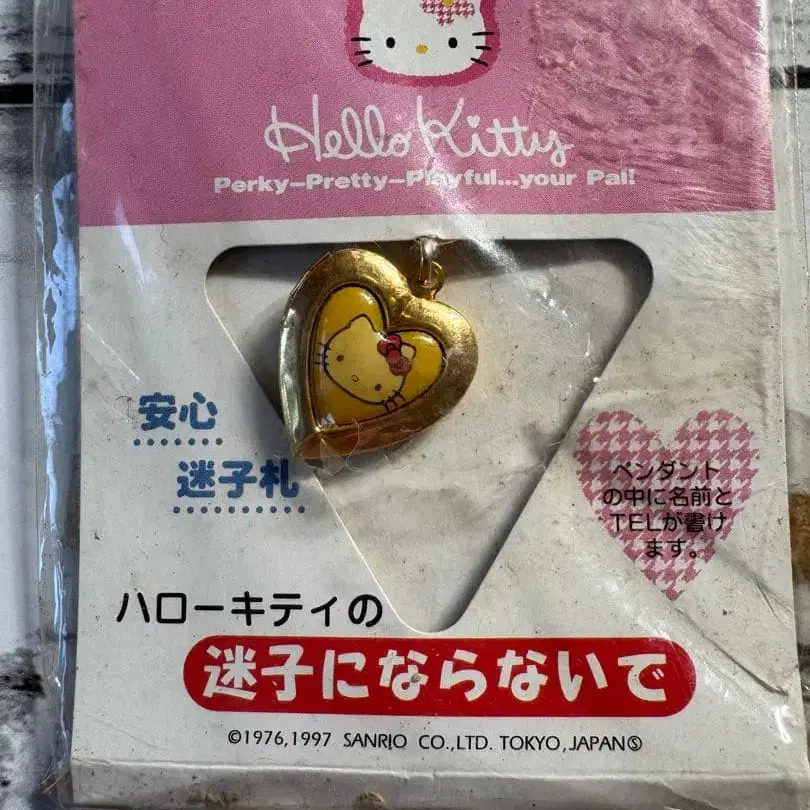 Hello Kitty
Perky-Pretty-Playful...your Pal!
安心
迷子札
ペンダント
の中に名前と
TELが書け
ます。
ハローキティの
迷子にならないで
©1976,1997 SANRIO CO.,LTD. TOKYO,JAPANⓈ